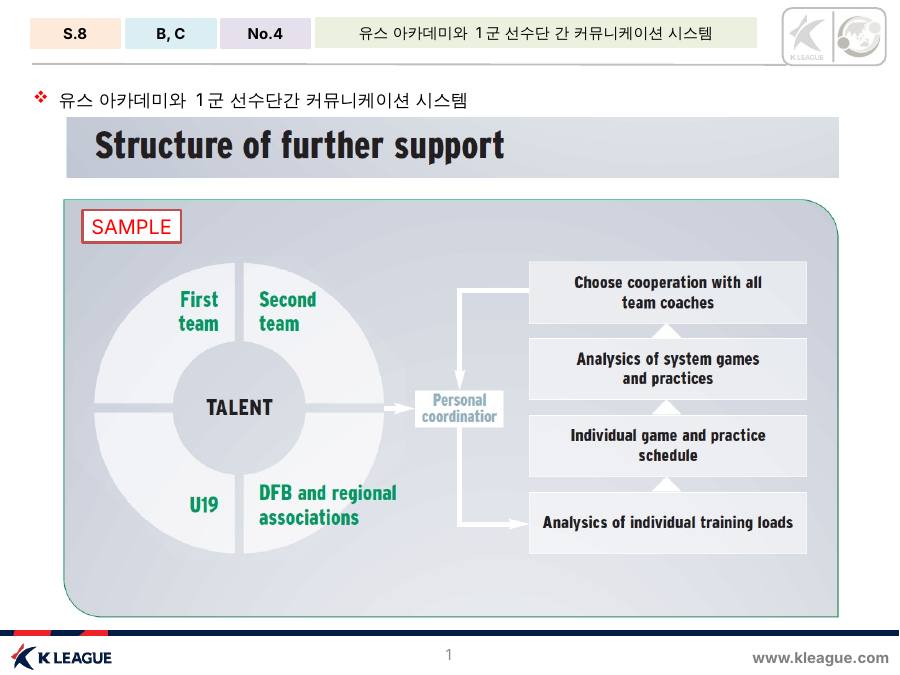 S.8
B, C
No.4
유스 아카데미와 1군 선수단 간 커뮤니케이션 시스템
K LEAGUE
유스 아카데미와 1군 선수단간 커뮤니케이션 시스템
Structure of further support
SAMPLE
First
team
Second
team
TALENT
U19
DFB and regional
associations
Personal
coordinatior
Choose cooperation with all
team coaches
Analysics of system games
and practices
Individual game and practice
schedule
Analysics of individual training loads
K LEAGUE
1
www.kleague.com